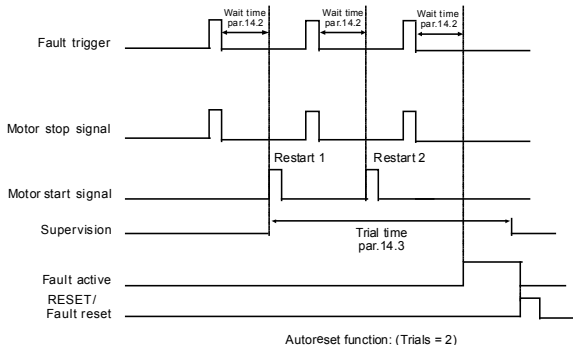 Wait time
par.14.2
Wait time
par.14.2
Wait time
par.14.2
Fault trigger
Motor stop signal
Restart 1
Restart 2
Motor start signal
Supervision
Trial time
par.14.3
Fault active
RESET/
Fault reset
Autoreset function: (Trials = 2)